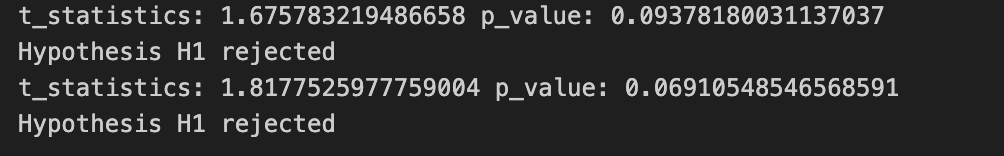 t_statistics: 1.675783219486658 p_value: 0.09378180031137037
Hypothesis H1 rejected
t_statistics: 1.8177525977759004 p_value: 0.06910548546568591
Hypothesis H1 rejected